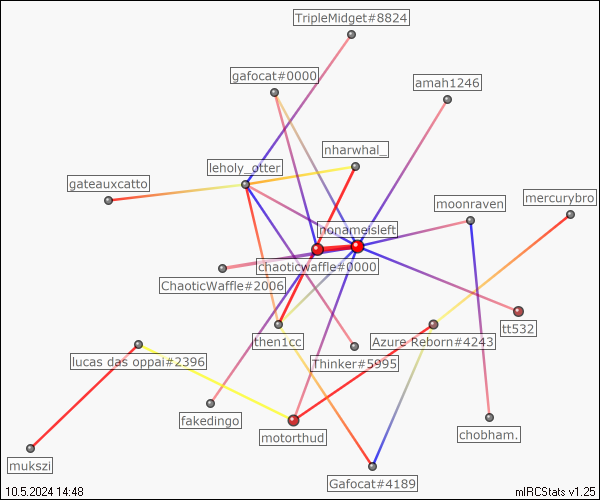 TripleMidget#8824
gafocat#0000
amah1246
nharwhal_
leholy_otter
gateauxcatto
mercurybro
moonraven
nonameisleft
chaoticwaffle#0000
ChaoticWaffle#2006
tt532
then1cc
Azure Reborn#4243
lucas das oppai#2396
Thinker#5995
fakedingo
motorthud
chobham.
mukszi
Gafocat#4189
10.5.2024 14:48
mIRCStats v1.25